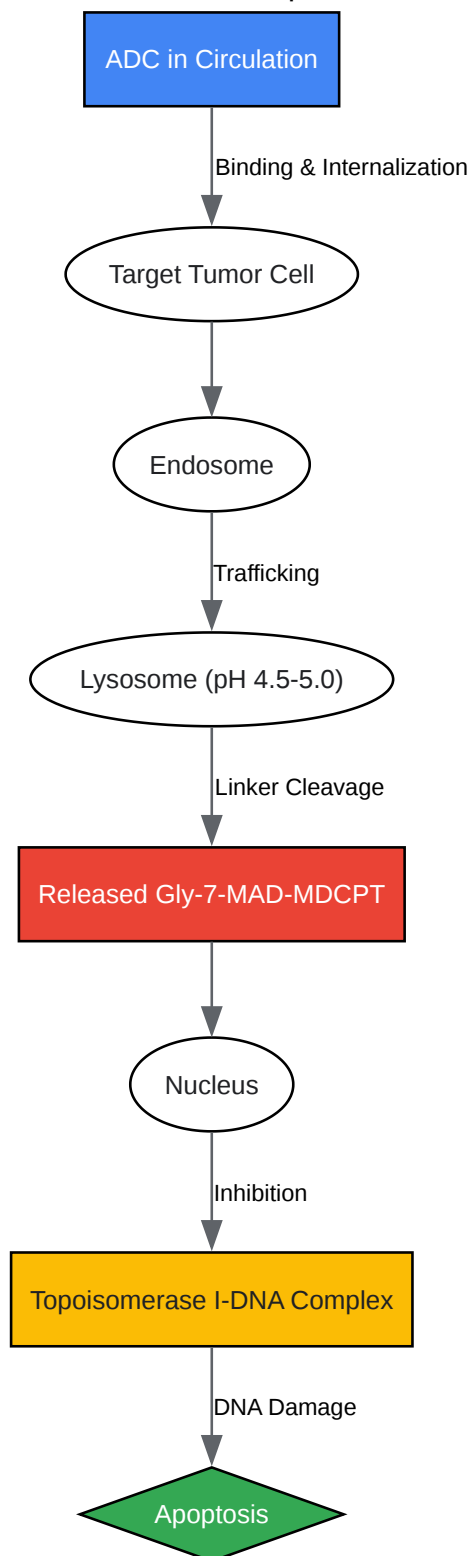 ADC in Circulation
Binding & Internalization
Target Tumor Cell
Endosome
Trafficking
Lysosome (pH 4.5-5.0)
Linker Cleavage
Released Gly-7-MAD-MDCPT
Nucleus
Inhibition
Topoisomerase I-DNA Complex
DNA Damage
Apoptosis